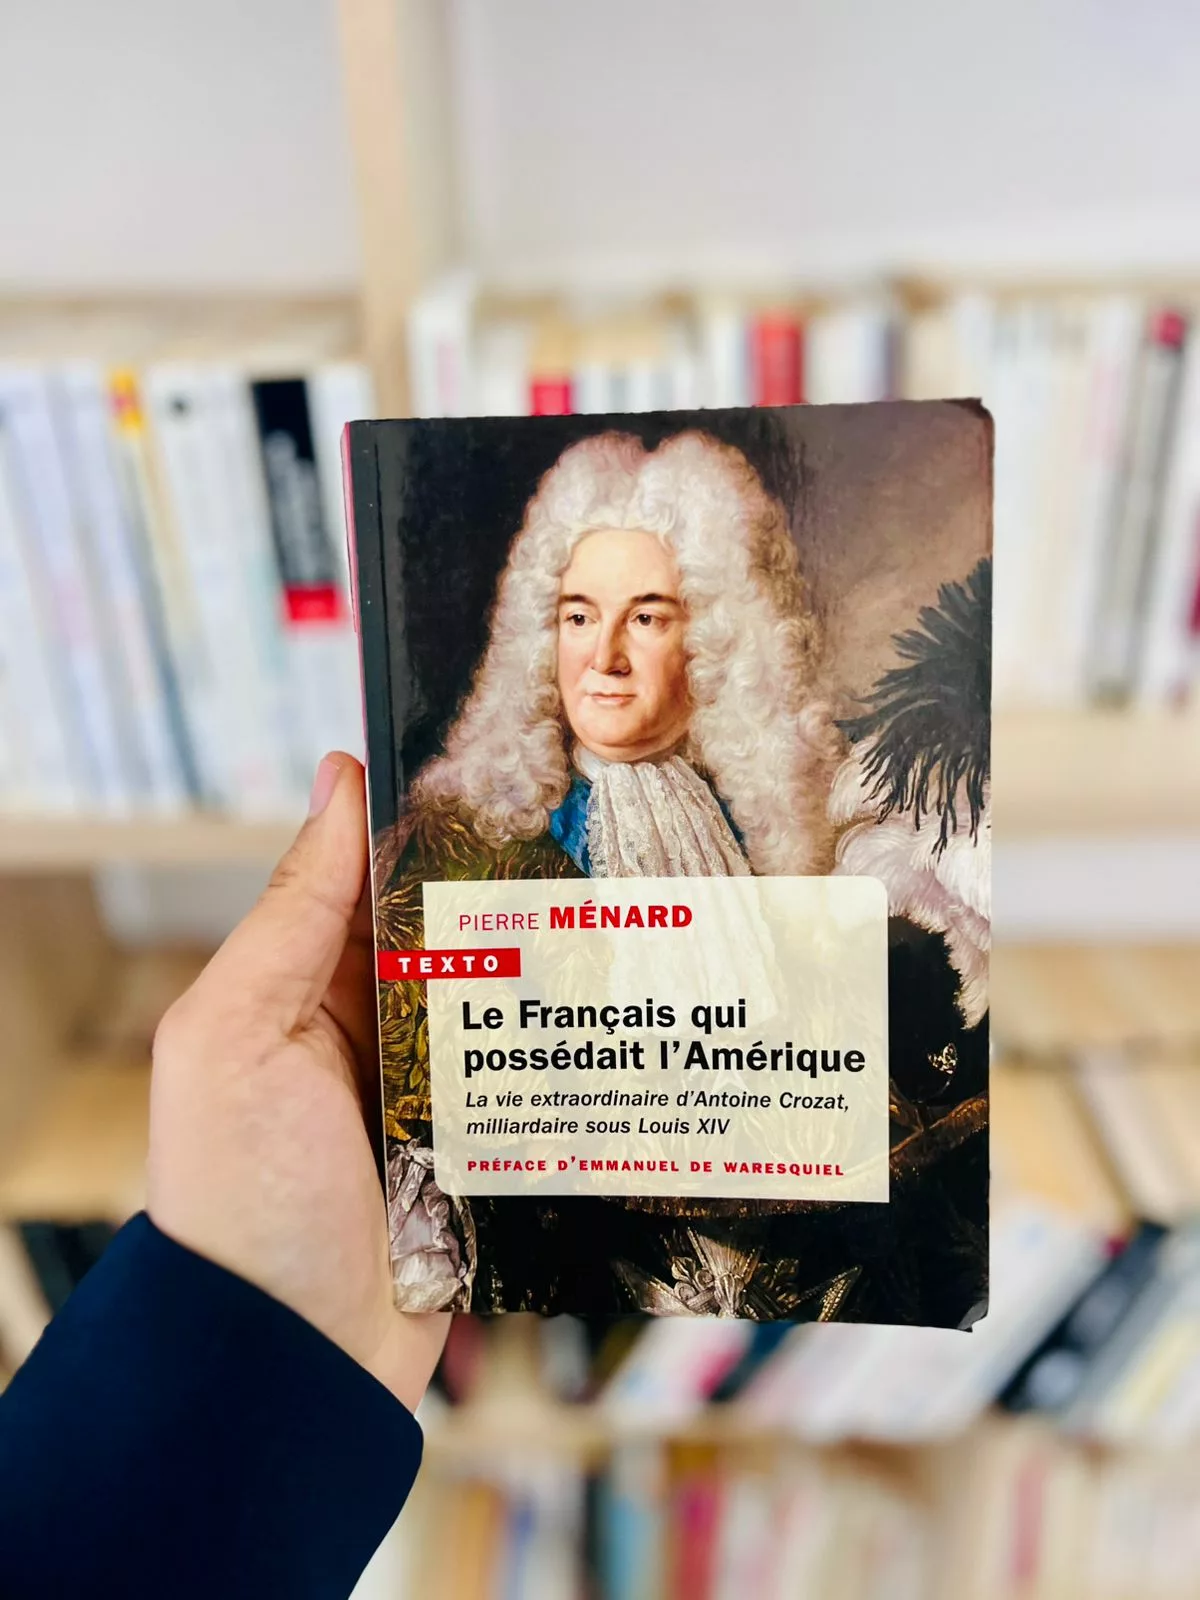 PIERRE MÉNARD
TEXTO
Le Français qui
possédait l'Amérique
La vie extraordinaire d'Antoine Crozat,
milliardaire sous Louis XIV
PRÉFACE D'EMMANUEL DE WARESQUIEL